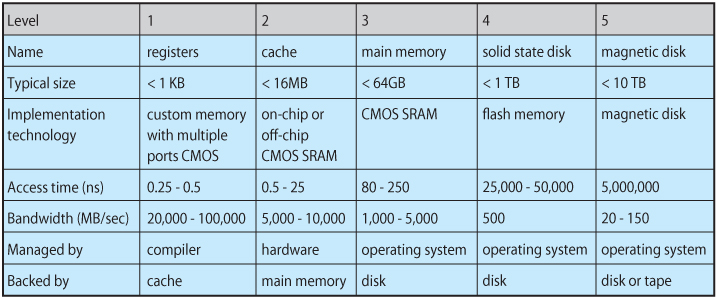 Level 1 2 3 4 5
Name registers cache main memory solid state disk magnetic disk
Typical size < 1 KB < 16MB < 64GB < 1 TB < 10 TB
Implementation custom memory on-chip or CMOS SRAM flash memory magnetic disk
technology with multiple off-chip
ports CMOS CMOS SRAM
Access time (ns) 0.25 - 0.5 0.5 - 25 80 - 250 25,000 - 50,000 5,000,000
Bandwidth (MB/sec) 20,000 - 100,000 5,000 - 10,000 1,000 - 5,000 500 20 - 150
Managed by compiler hardware operating system operating system operating system
Backed by cache main memory disk disk disk or tape